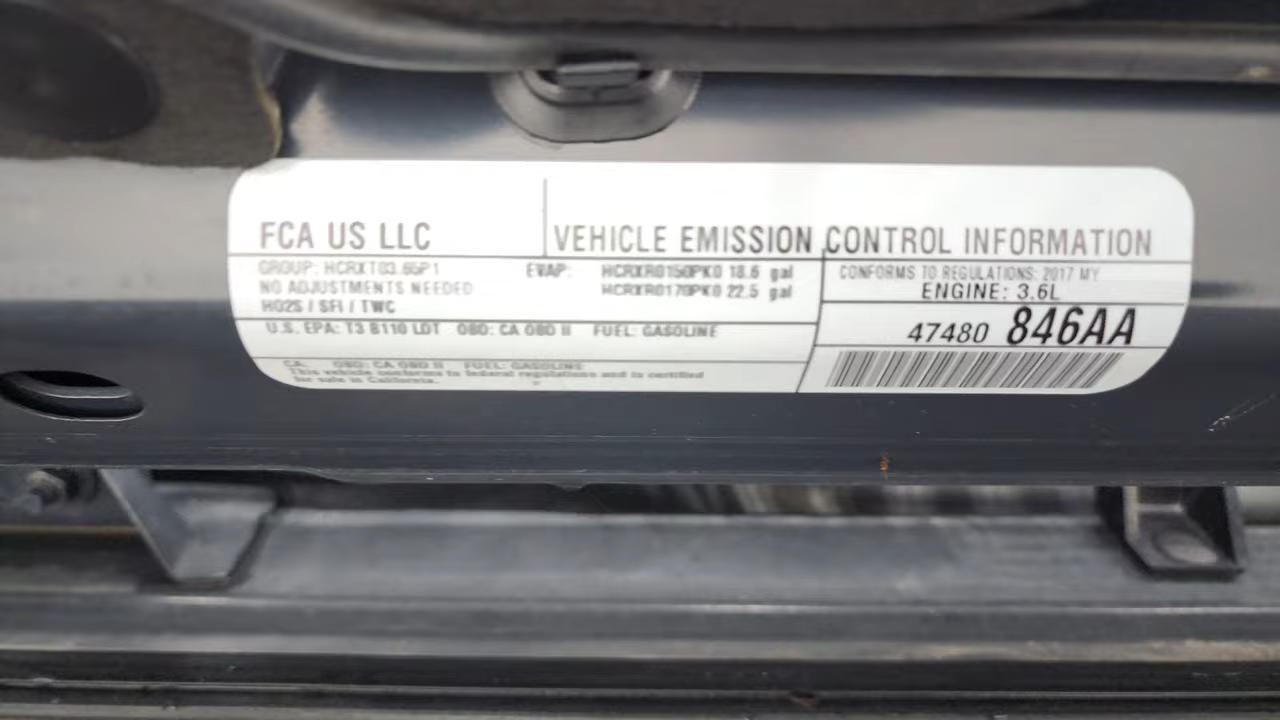 FCA US LLC
VEHICLE EMISSION CONTROL INFORMATION
GROUP: HCRXT03.65P1
NO ADJUSTMENTS NEEDED
HO2S / SFI / TWC
EVAP: HCRXR0150PK0 18.6 gal
HCRXR0170PK0 22.5 gal
CONFORMS TO REGULATIONS: 2017 MY
ENGINE: 3.6L
U.S. EPA: T3 B110 LDT OBD: CA OBD II FUEL: GASOLINE
47480 846AA
CA. OBD: CA OBD II FUEL: GASOLINE
This vehicle conforms to federal regulations and is certified
for sale in California.